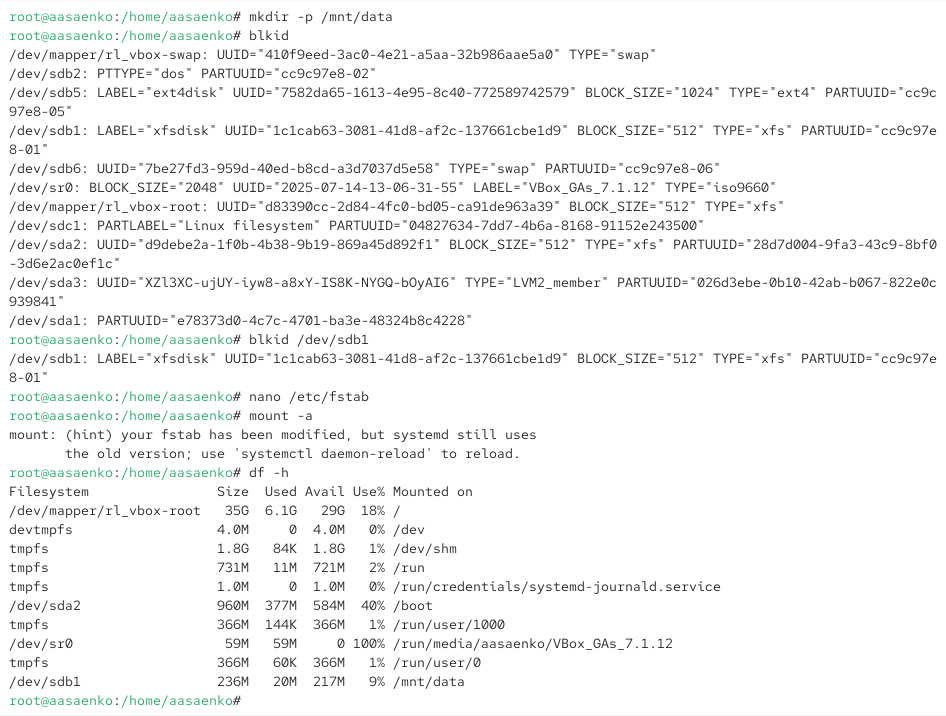 root@aasaenko:/home/aasaenko# mkdir -p /mnt/data
root@aasaenko:/home/aasaenko# blkid
/dev/mapper/rl_vbox-swap: UUID="410f9eed-3ac0-4e21-a5aa-32b986aae5a0" TYPE="swap"
/dev/sdb2: PTTYPE="dos" PARTUUID="cc9c97e8-02"
/dev/sdb5: LABEL="ext4disk" UUID="7582da65-1613-4e95-8c40-772589742579" BLOCK_SIZE="1024" TYPE="ext4" PARTUUID="cc9c
97e8-05"
/dev/sdb1: LABEL="xfsdisk" UUID="1c1cab63-3081-41d8-af2c-137661cbe1d9" BLOCK_SIZE="512" TYPE="xfs" PARTUUID="cc9c97e
8-01"
/dev/sdb6: UUID="7be27fd3-959d-40ed-b8cd-a3d7037d5e58" TYPE="swap" PARTUUID="cc9c97e8-06"
/dev/sr0: BLOCK_SIZE="2048" UUID="2025-07-14-13-06-31-55" LABEL="VBox_GAs_7.1.12" TYPE="iso9660"
/dev/mapper/rl_vbox-root: UUID="d83390cc-2d84-4fc0-bd05-ca91de963a39" BLOCK_SIZE="512" TYPE="xfs"
/dev/sdc1: PARTLABEL="Linux filesystem" PARTUUID="04827634-7dd7-4b6a-8168-91152e243500"
/dev/sda2: UUID="d9debe2a-1f0b-4b38-9b19-869a45d892f1" BLOCK_SIZE="512" TYPE="xfs" PARTUUID="28d7d004-9fa3-43c9-8bf0
-3d6e2ac0ef1c"
/dev/sda3: UUID="XZl3XC-ujUY-iyw8-a8xY-IS8K-NYGQ-bOyAI6" TYPE="LVM2_member" PARTUUID="026d3ebe-0b10-42ab-b067-822e0c
939841"
/dev/sda1: PARTUUID="e78373d0-4c7c-4701-ba3e-48324b8c4228"
root@aasaenko:/home/aasaenko# blkid /dev/sdb1
/dev/sdb1: LABEL="xfsdisk" UUID="1c1cab63-3081-41d8-af2c-137661cbe1d9" BLOCK_SIZE="512" TYPE="xfs" PARTUUID="cc9c97e
8-01"
root@aasaenko:/home/aasaenko# nano /etc/fstab
root@aasaenko:/home/aasaenko# mount -a
mount: (hint) your fstab has been modified, but systemd still uses
       the old version; use 'systemctl daemon-reload' to reload.
root@aasaenko:/home/aasaenko# df -h
Filesystem                Size  Used Avail Use% Mounted on
/dev/mapper/rl_vbox-root   35G  6.1G   29G  18% /
devtmpfs                  4.0M     0  4.0M   0% /dev
tmpfs                     1.8G   84K  1.8G   1% /dev/shm
tmpfs                     731M   11M  721M   2% /run
tmpfs                     1.0M     0  1.0M   0% /run/credentials/systemd-journald.service
/dev/sda2                 960M  377M  584M  40% /boot
tmpfs                     366M  144K  366M   1% /run/user/1000
/dev/sr0                   59M   59M     0 100% /run/media/aasaenko/VBox_GAs_7.1.12
tmpfs                     366M   60K  366M   1% /run/user/0
/dev/sdb1                 236M   20M  217M   9% /mnt/data
root@aasaenko:/home/aasaenko#